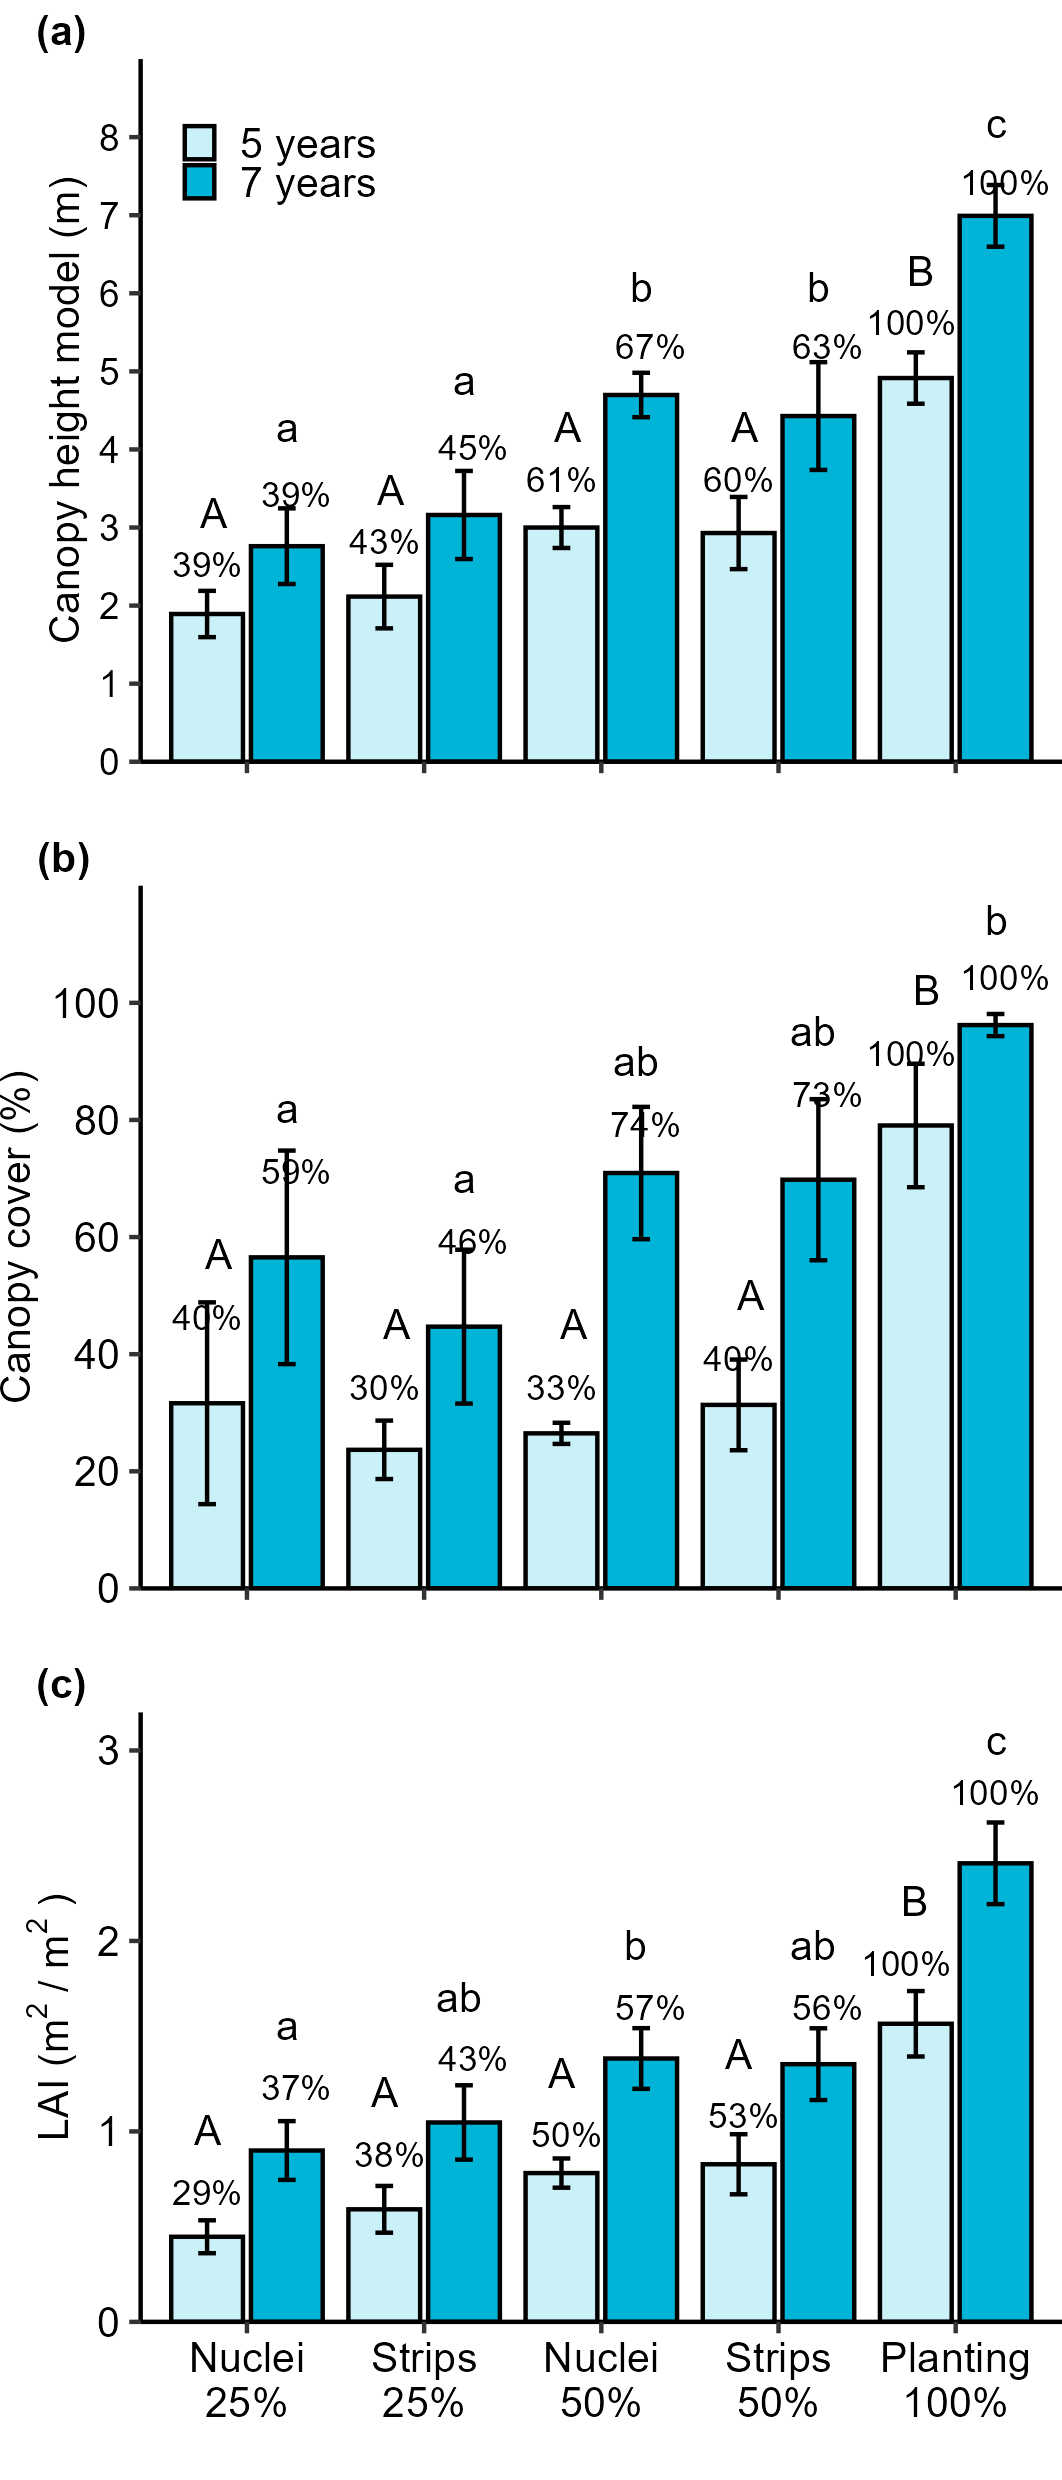 (a)
Canopy height model (m)
8
7
6
5
4
3
2
1
0
5 years
7 years
A
39%
a
39%
A
43%
a
45%
A
61%
b
67%
A
60%
b
63%
B
100%
c
100%
(b)
Canopy cover (%)
100
80
60
40
20
0
A
40%
a
59%
A
30%
a
46%
A
33%
ab
74%
A
40%
ab
73%
B
100%
b
100%
(c)
LAI (m² / m² )
3
2
1
0
A
29%
a
37%
A
38%
ab
43%
A
50%
b
57%
A
53%
ab
56%
B
100%
c
100%
Nuclei 25%
Strips 25%
Nuclei 50%
Strips 50%
Planting 100%